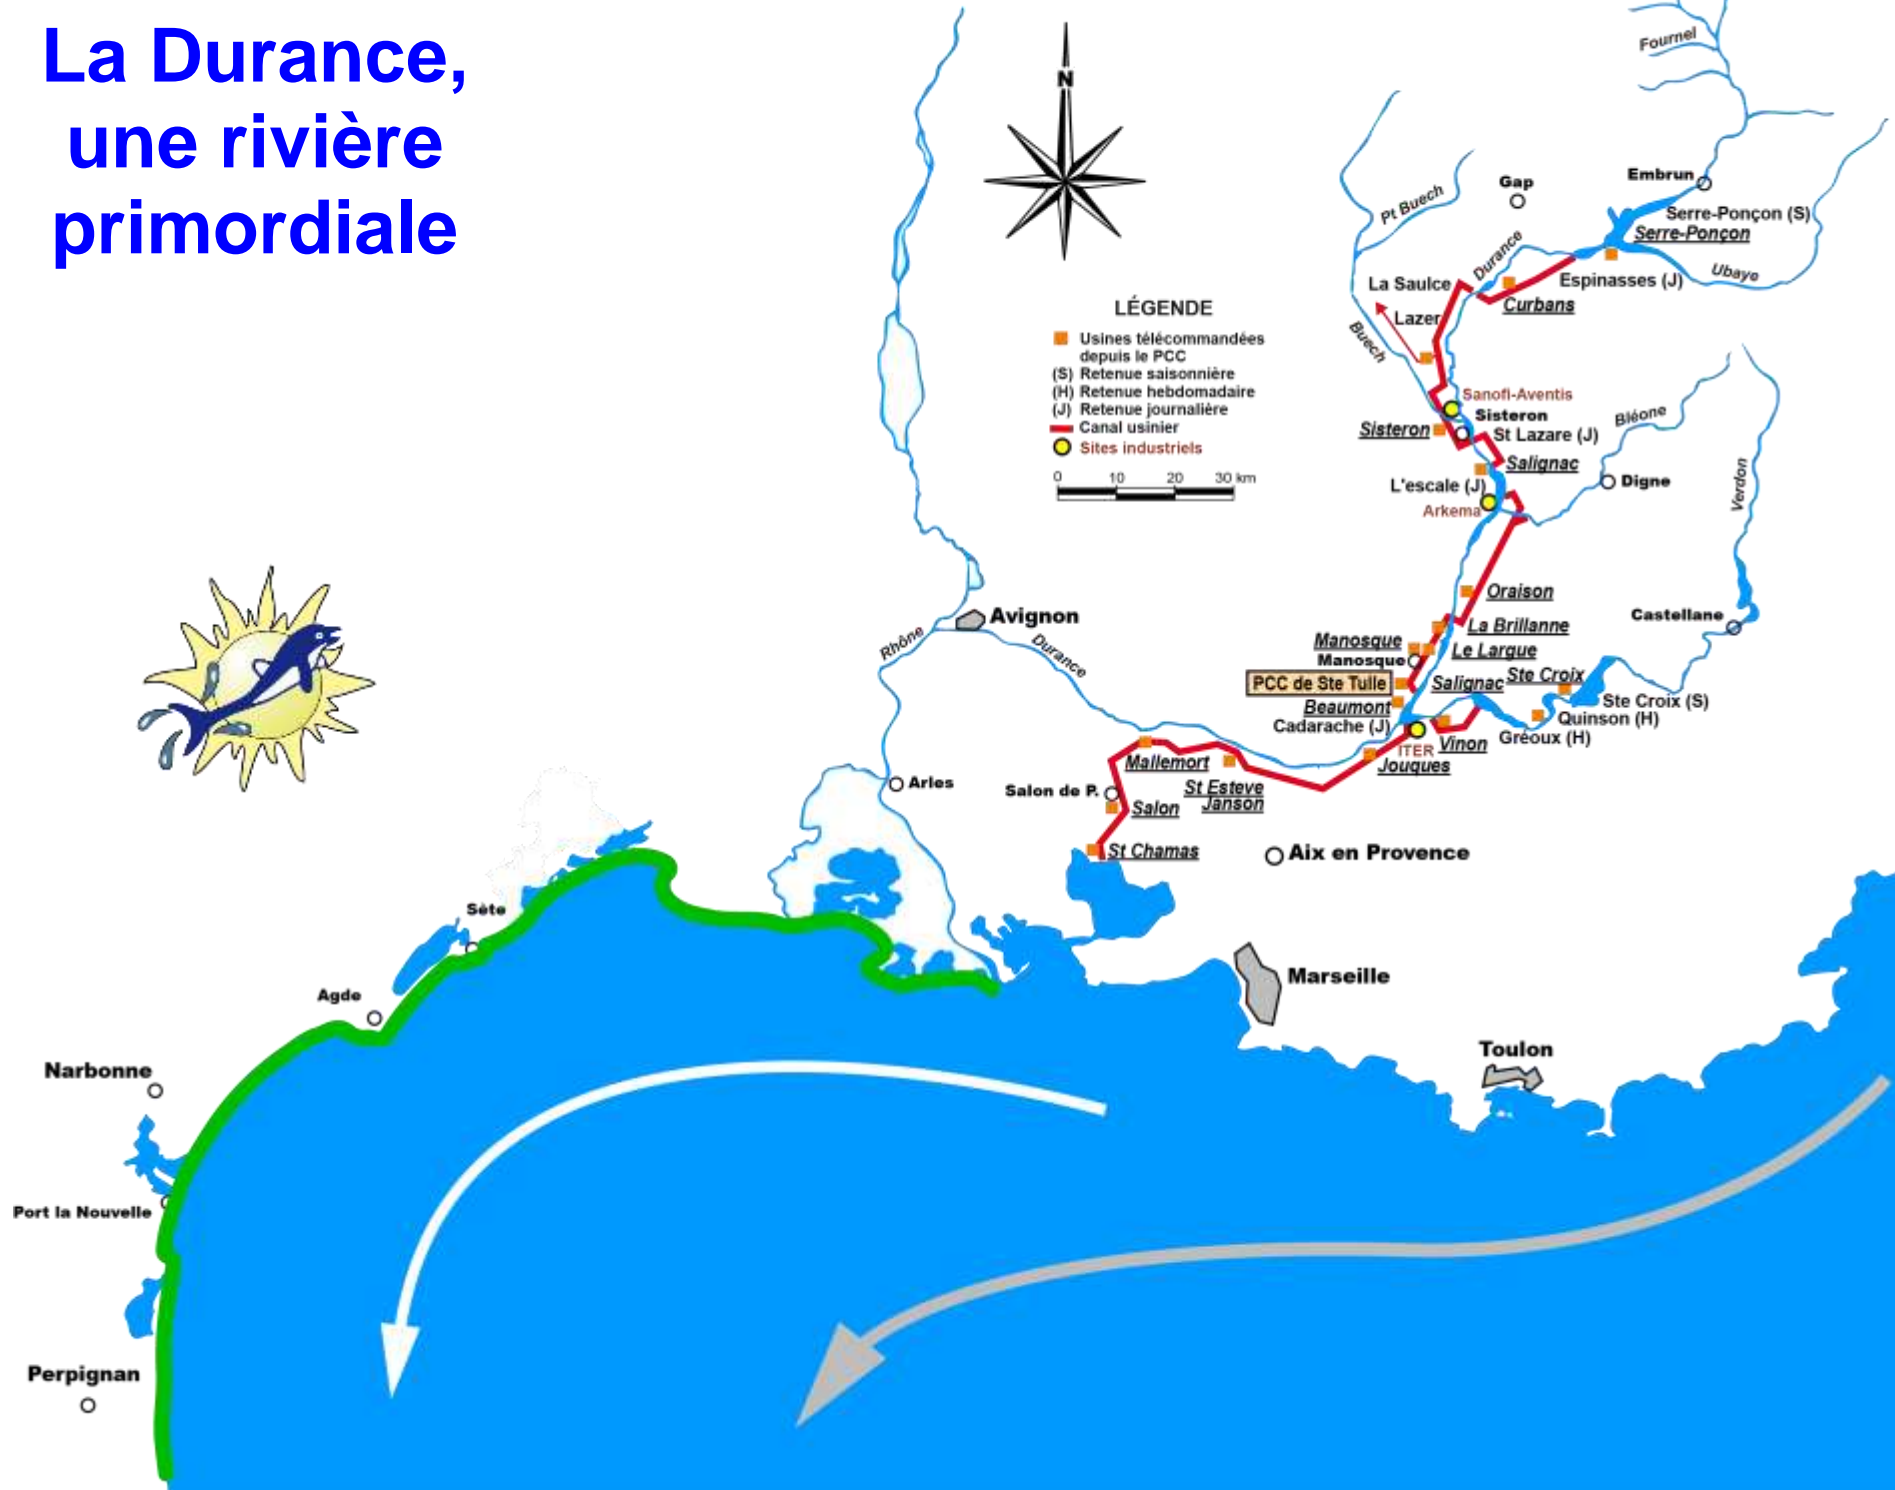 La Durance,
une rivière
primordiale
N
Fournel
Embrun
Gap
Pt Buech
Serre-Ponçon (S)
Serre-Ponçon
Durance
Ubaye
Espinasses (J)
La Saulce
Curbans
Lazer
Buech
LÉGENDE
Usines télécommandées
depuis le PCC
(S) Retenue saisonnière
(H) Retenue hebdomadaire
(J) Retenue journalière
Canal usinier
Sites industriels
0 10 20 30 km
Sanofi-Aventis
Sisteron
Sisteron
St Lazare (J)
Bléone
Salignac
Digne
Verdon
L'escale (J)
Arkema
Oraison
Castellane
Avignon
La Brillanne
Rhône
Durance
Manosque
Le Largue
Manosque
PCC de Ste Tulle
Salignac
Ste Croix
Ste Croix (S)
Beaumont
Quinson (H)
Cadarache (J)
Gréoux (H)
ITER
Vinon
Jouques
Mallemort
St Esteve
Janson
Arles
Salon de P.
Salon
St Chamas
Aix en Provence
Sète
Marseille
Agde
Toulon
Narbonne
Port la Nouvelle
Perpignan